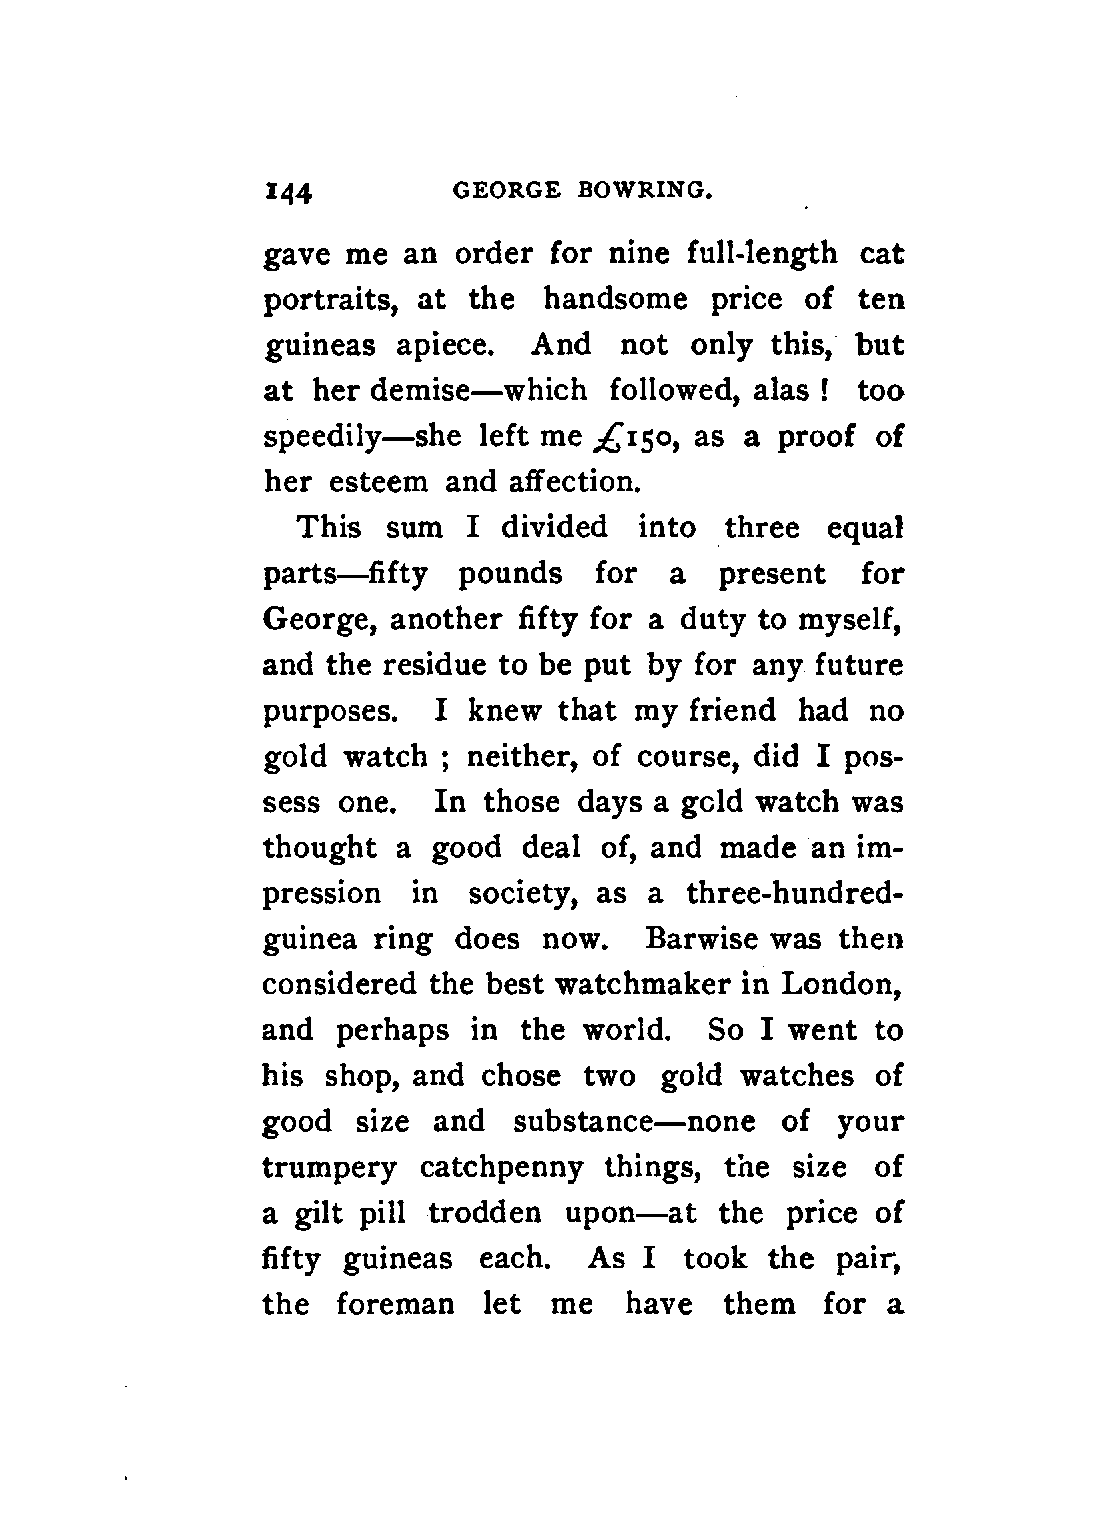 144 GEORGE BOWRING.
gave me an order for nine full-length cat
portraits, at the handsome price of ten
guineas apiece. And not only this, but
at her demise—which followed, alas ! too
speedily—she left me £150, as a proof of
her esteem and affection.
This sum I divided into three equal
parts—fifty pounds for a present for
George, another fifty for a duty to myself,
and the residue to be put by for any future
purposes. I knew that my friend had no
gold watch ; neither, of course, did I pos-
sess one. In those days a gold watch was
thought a good deal of, and made an im-
pression in society, as a three-hundred-
guinea ring does now. Barwise was then
considered the best watchmaker in London,
and perhaps in the world. So I went to
his shop, and chose two gold watches of
good size and substance—none of your
trumpery catchpenny things, the size of
a gilt pill trodden upon—at the price of
fifty guineas each. As I took the pair,
the foreman let me have them for a